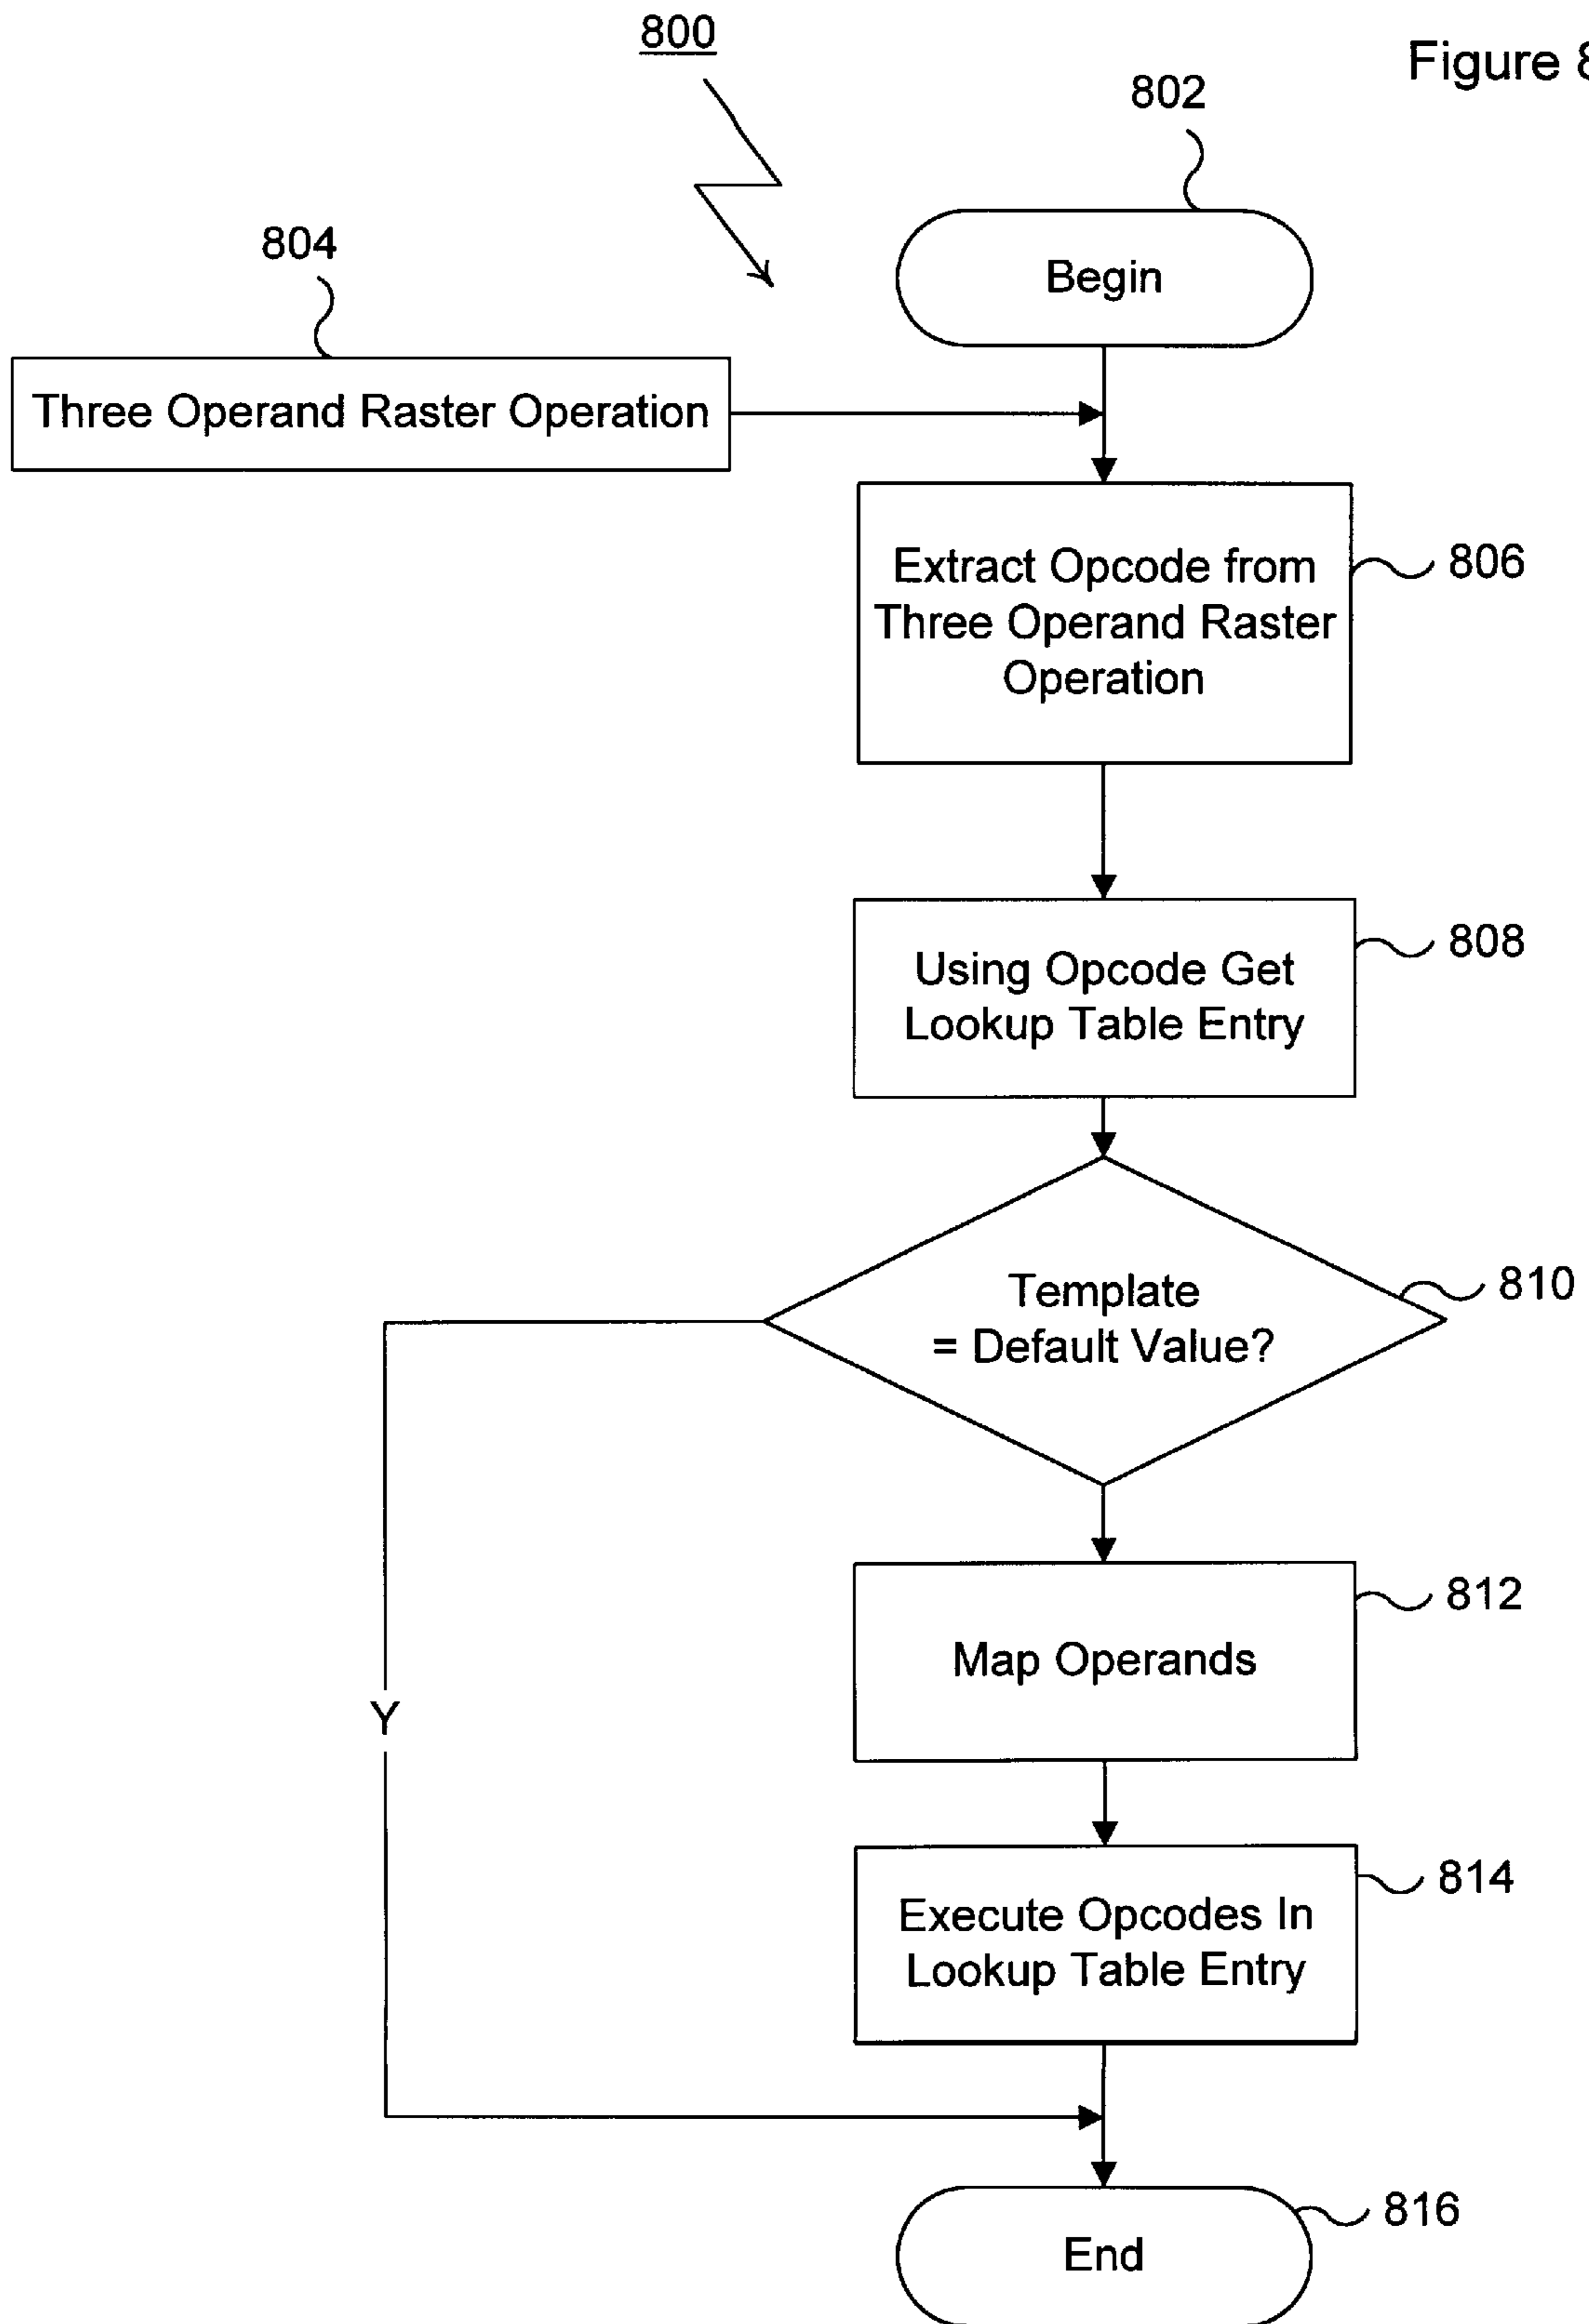 800
Figure 8
802
804
Begin
Three Operand Raster Operation
Extract Opcode from
Three Operand Raster
Operation
806
Using Opcode Get
Lookup Table Entry
808
Template
= Default Value?
810
Map Operands
812
Y
Execute Opcodes In
Lookup Table Entry
814
End
816